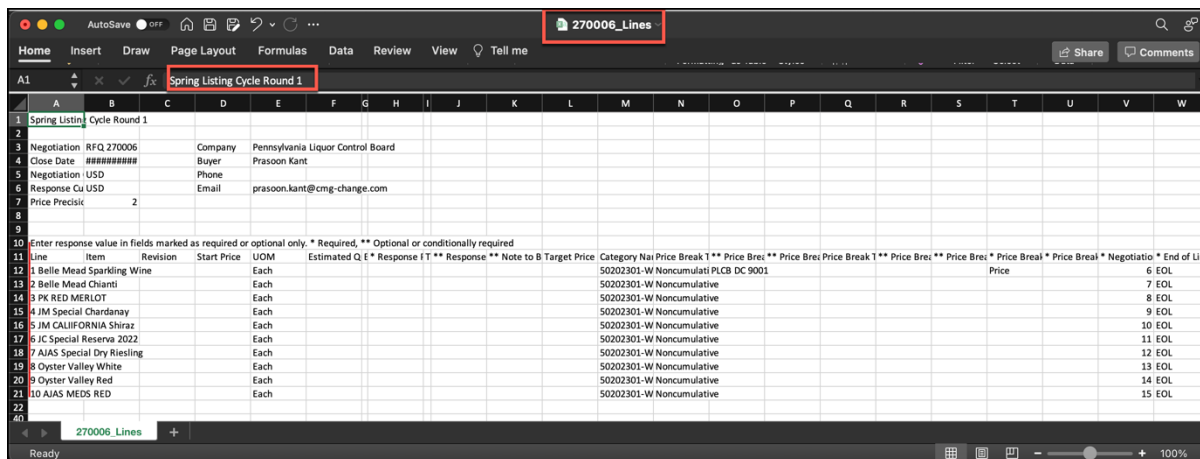 AutoSave OFF ... 270006_Lines
Home Insert Draw Page Layout Formulas Data Review View Tell me Share Comments
A1 fx Spring Listing Cycle Round 1
A B C D E F G H I J K L M N O P Q R S T U V W
1 Spring Listing Cycle Round 1
2
3 Negotiation RFQ 270006 Company Pennsylvania Liquor Control Board
4 Close Date ########## Buyer Prasoon Kant
5 Negotiation USD Phone
6 Response Cu USD Email prasoon.kant@cmg-change.com
7 Price Precisic 2
8
9
10 Enter response value in fields marked as required or optional only. * Required, ** Optional or conditionally required
11 Line Item Revision Start Price UOM Estimated Q E * Response F T ** Response ** Note to B Target Price Category Nai Price Break T ** Price Brea ** Price Brea Price Break T ** Price Brea ** Price Brea * Price Break * Price Break * Negotiatio * End of Li
12 1 Belle Mead Sparkling Wine Each 50202301-W Noncumulati PLCB DC 9001 Price 6 EOL
13 2 Belle Mead Chianti Each 50202301-W Noncumulative 7 EOL
14 3 PK RED MERLOT Each 50202301-W Noncumulative 8 EOL
15 4 JM Special Chardanay Each 50202301-W Noncumulative 9 EOL
16 5 JM CALIIFORNIA Shiraz Each 50202301-W Noncumulative 10 EOL
17 6 JC Special Reserva 2022 Each 50202301-W Noncumulative 11 EOL
18 7 AJAS Special Dry Riesling Each 50202301-W Noncumulative 12 EOL
19 8 Oyster Valley White Each 50202301-W Noncumulative 13 EOL
20 9 Oyster Valley Red Each 50202301-W Noncumulative 14 EOL
21 10 AJAS MEDS RED Each 50202301-W Noncumulative 15 EOL
22
40
270006_Lines +
Ready - + 100%